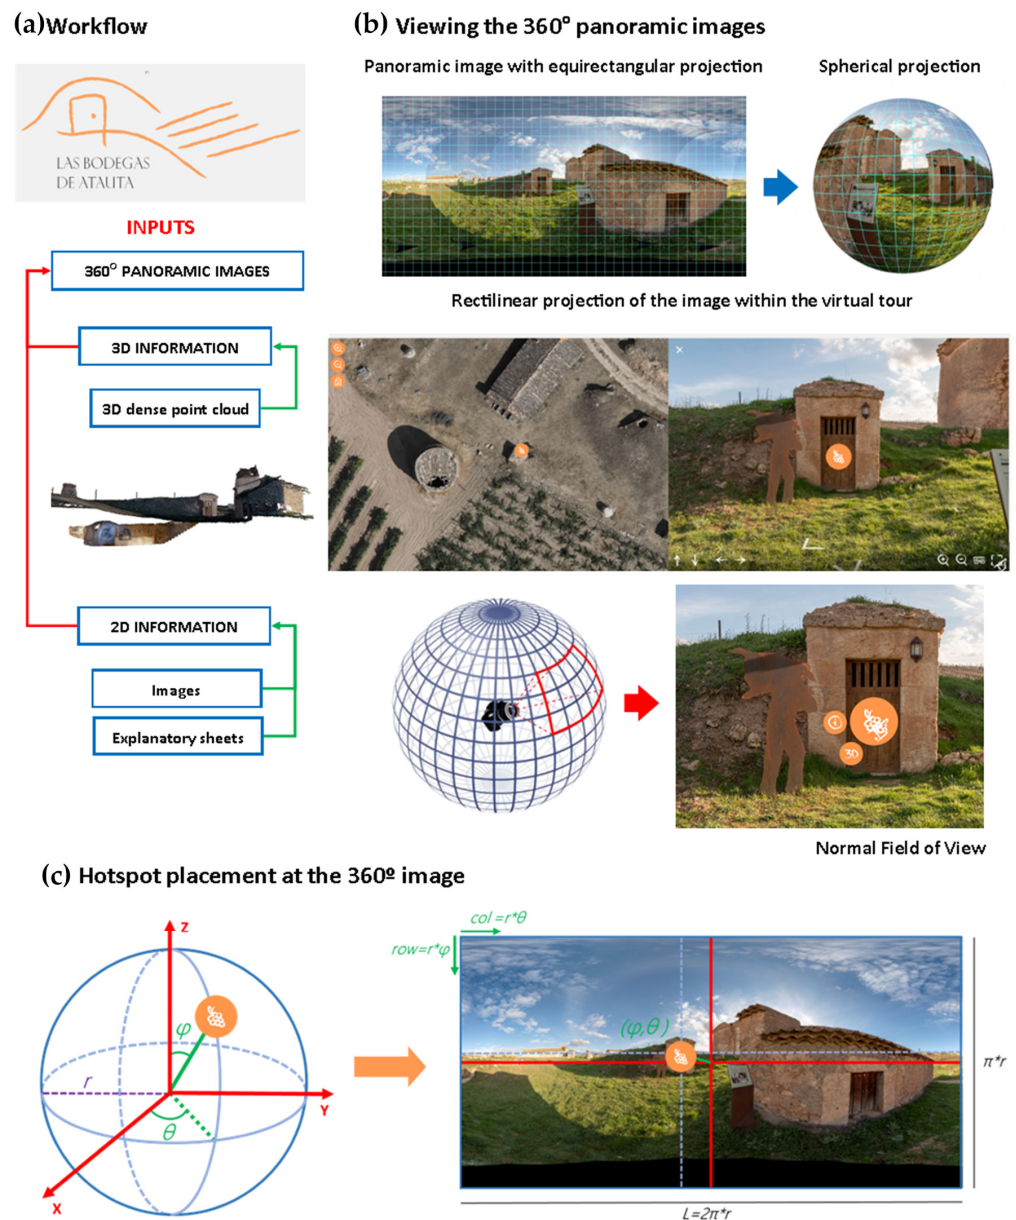 (a) Workflow
LAS BODEGAS
DE ATAUTA
INPUTS
360° PANORAMIC IMAGES
3D INFORMATION
3D dense point cloud
2D INFORMATION
Images
Explanatory sheets
(b) Viewing the 360° panoramic images
Panoramic image with equirectangular projection
Spherical projection
Rectilinear projection of the image within the virtual tour
3D
Normal Field of View
(c) Hotspot placement at the 360º image
Z
φ
r
Y
θ
X
col=r*θ
row=r*φ
(φ,θ)
π*r
L=2π*r